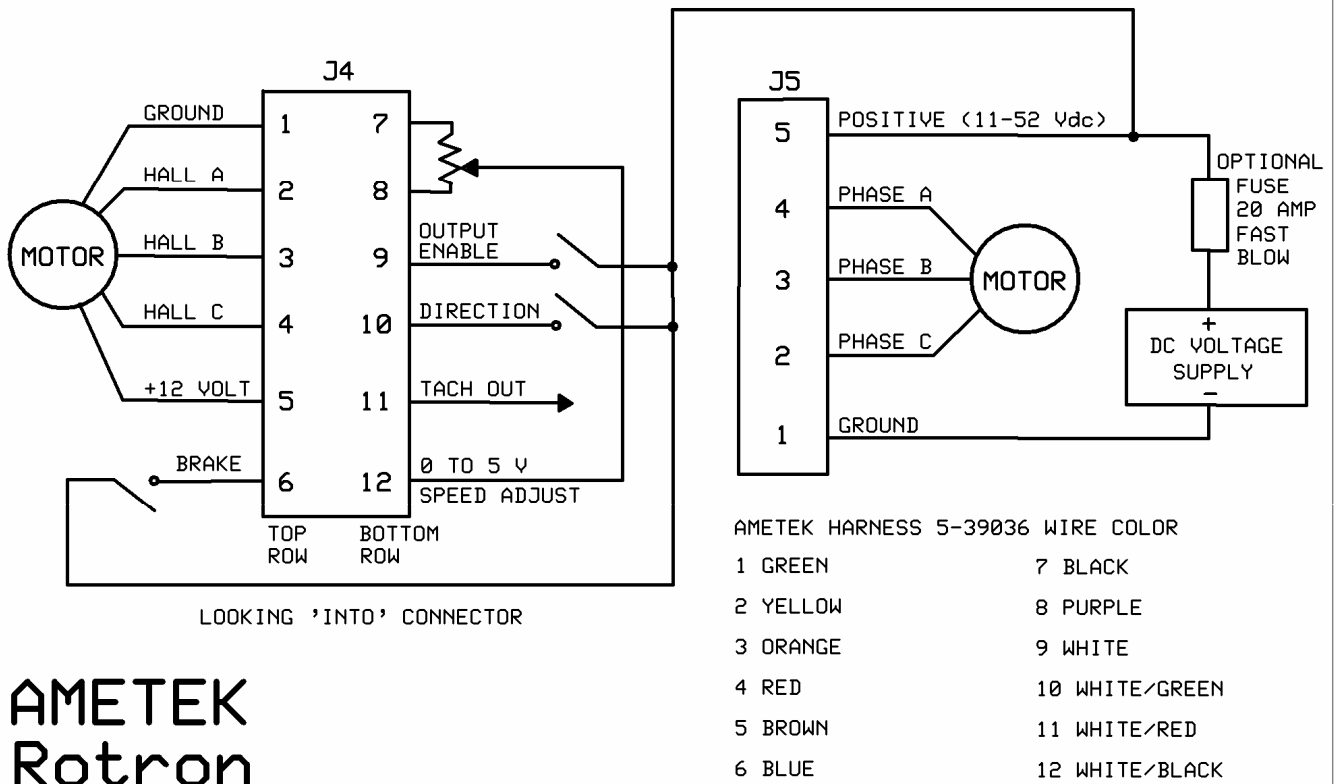 J4
GROUND
HALL A
HALL B
HALL C
+12 VOLT
BRAKE
MOTOR
1
2
3
4
5
6
7
8
9
10
11
12
OUTPUT
ENABLE
DIRECTION
TACH OUT
0 TO 5 V
SPEED ADJUST
TOP
ROW
BOTTOM
ROW
LOOKING 'INTO' CONNECTOR
J5
5
4
3
2
1
POSITIVE (11-52 Vdc)
PHASE A
PHASE B
PHASE C
GROUND
MOTOR
OPTIONAL
FUSE
20 AMP
FAST
BLOW
+
DC VOLTAGE
SUPPLY
-
AMETEK HARNESS 5-39036 WIRE COLOR
1 GREEN
2 YELLOW
3 ORANGE
4 RED
5 BROWN
6 BLUE
7 BLACK
8 PURPLE
9 WHITE
10 WHITE/GREEN
11 WHITE/RED
12 WHITE/BLACK
AMETEK
Rotron